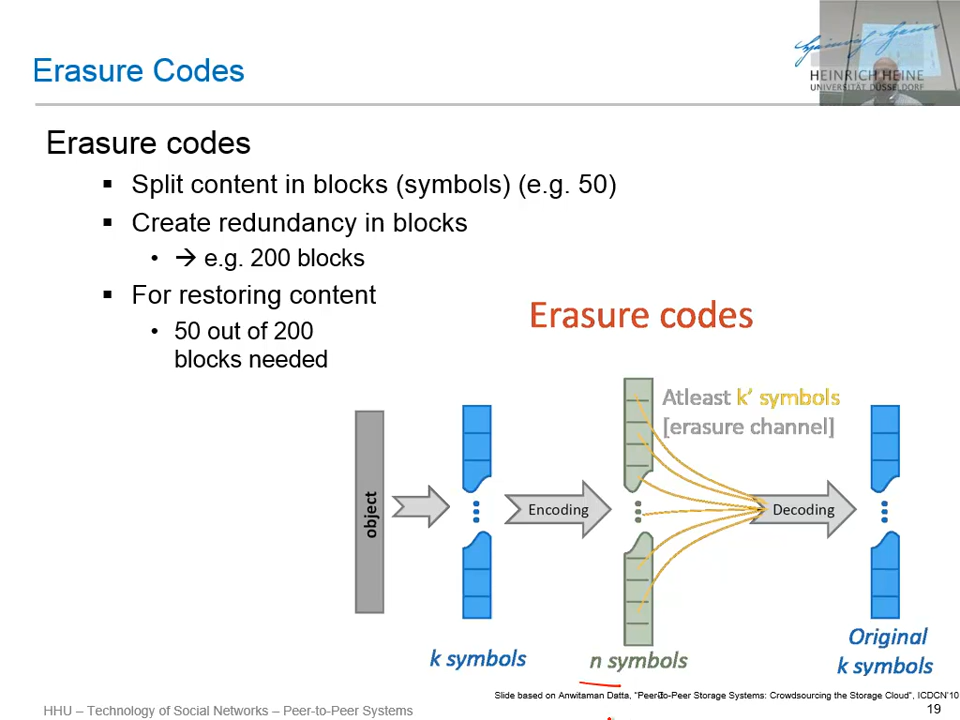 Erasure Codes
HEINRICH HEINE
UNIVERSITÄT DÜSSELDORF
Erasure codes
▪ Split content in blocks (symbols) (e.g. 50)
▪ Create redundancy in blocks
• → e.g. 200 blocks
▪ For restoring content
• 50 out of 200
blocks needed
Erasure codes
Atleast k’ symbols
[erasure channel]
object
Encoding
Decoding
k symbols
n symbols
Original
k symbols
Slide based on Anwitaman Datta, "Peer-to-Peer Storage Systems: Crowdsourcing the Storage Cloud", ICDCN'10
HHU – Technology of Social Networks – Peer-to-Peer Systems
19